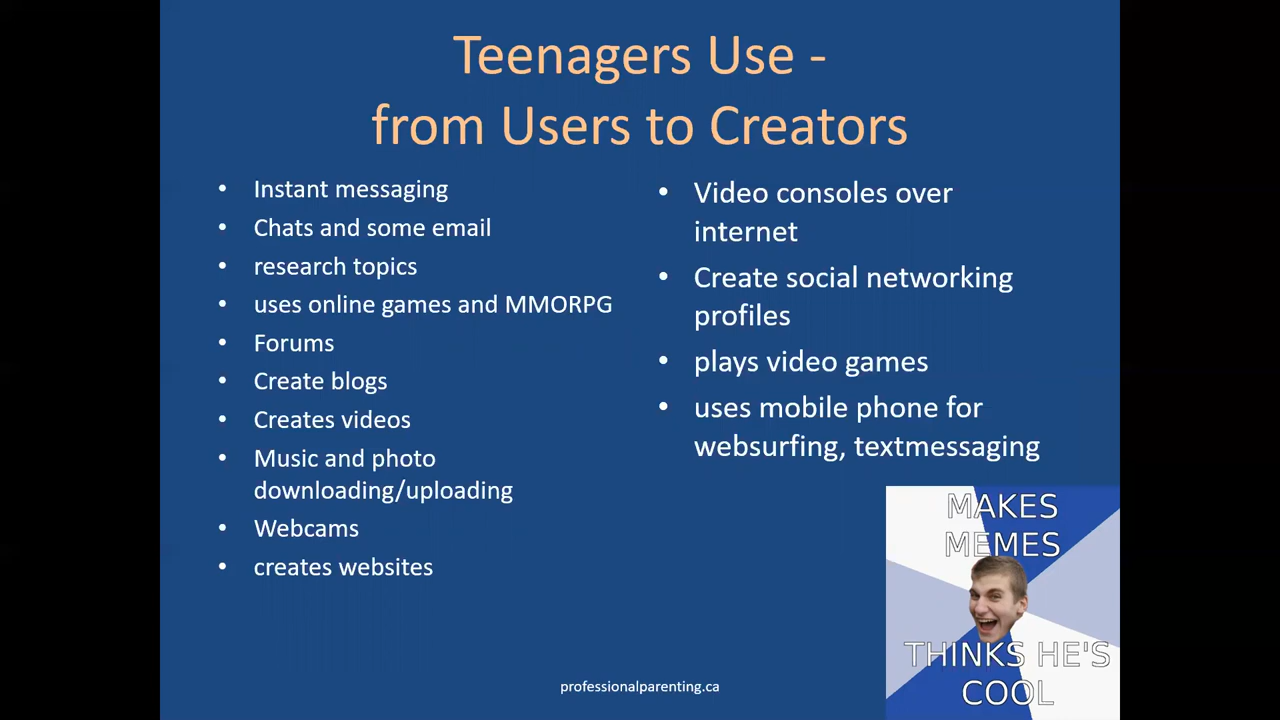 Teenagers Use -
from Users to Creators
Instant messaging
Chats and some email
research topics
uses online games and MMORPG
Forums
Create blogs
Creates videos
Music and photo
downloading/uploading
Webcams
creates websites
Video consoles over
internet
Create social networking
profiles
plays video games
uses mobile phone for
websurfing, textmessaging
MAKES
MEMES
THINKS HE'S
COOL
professionalparenting.ca